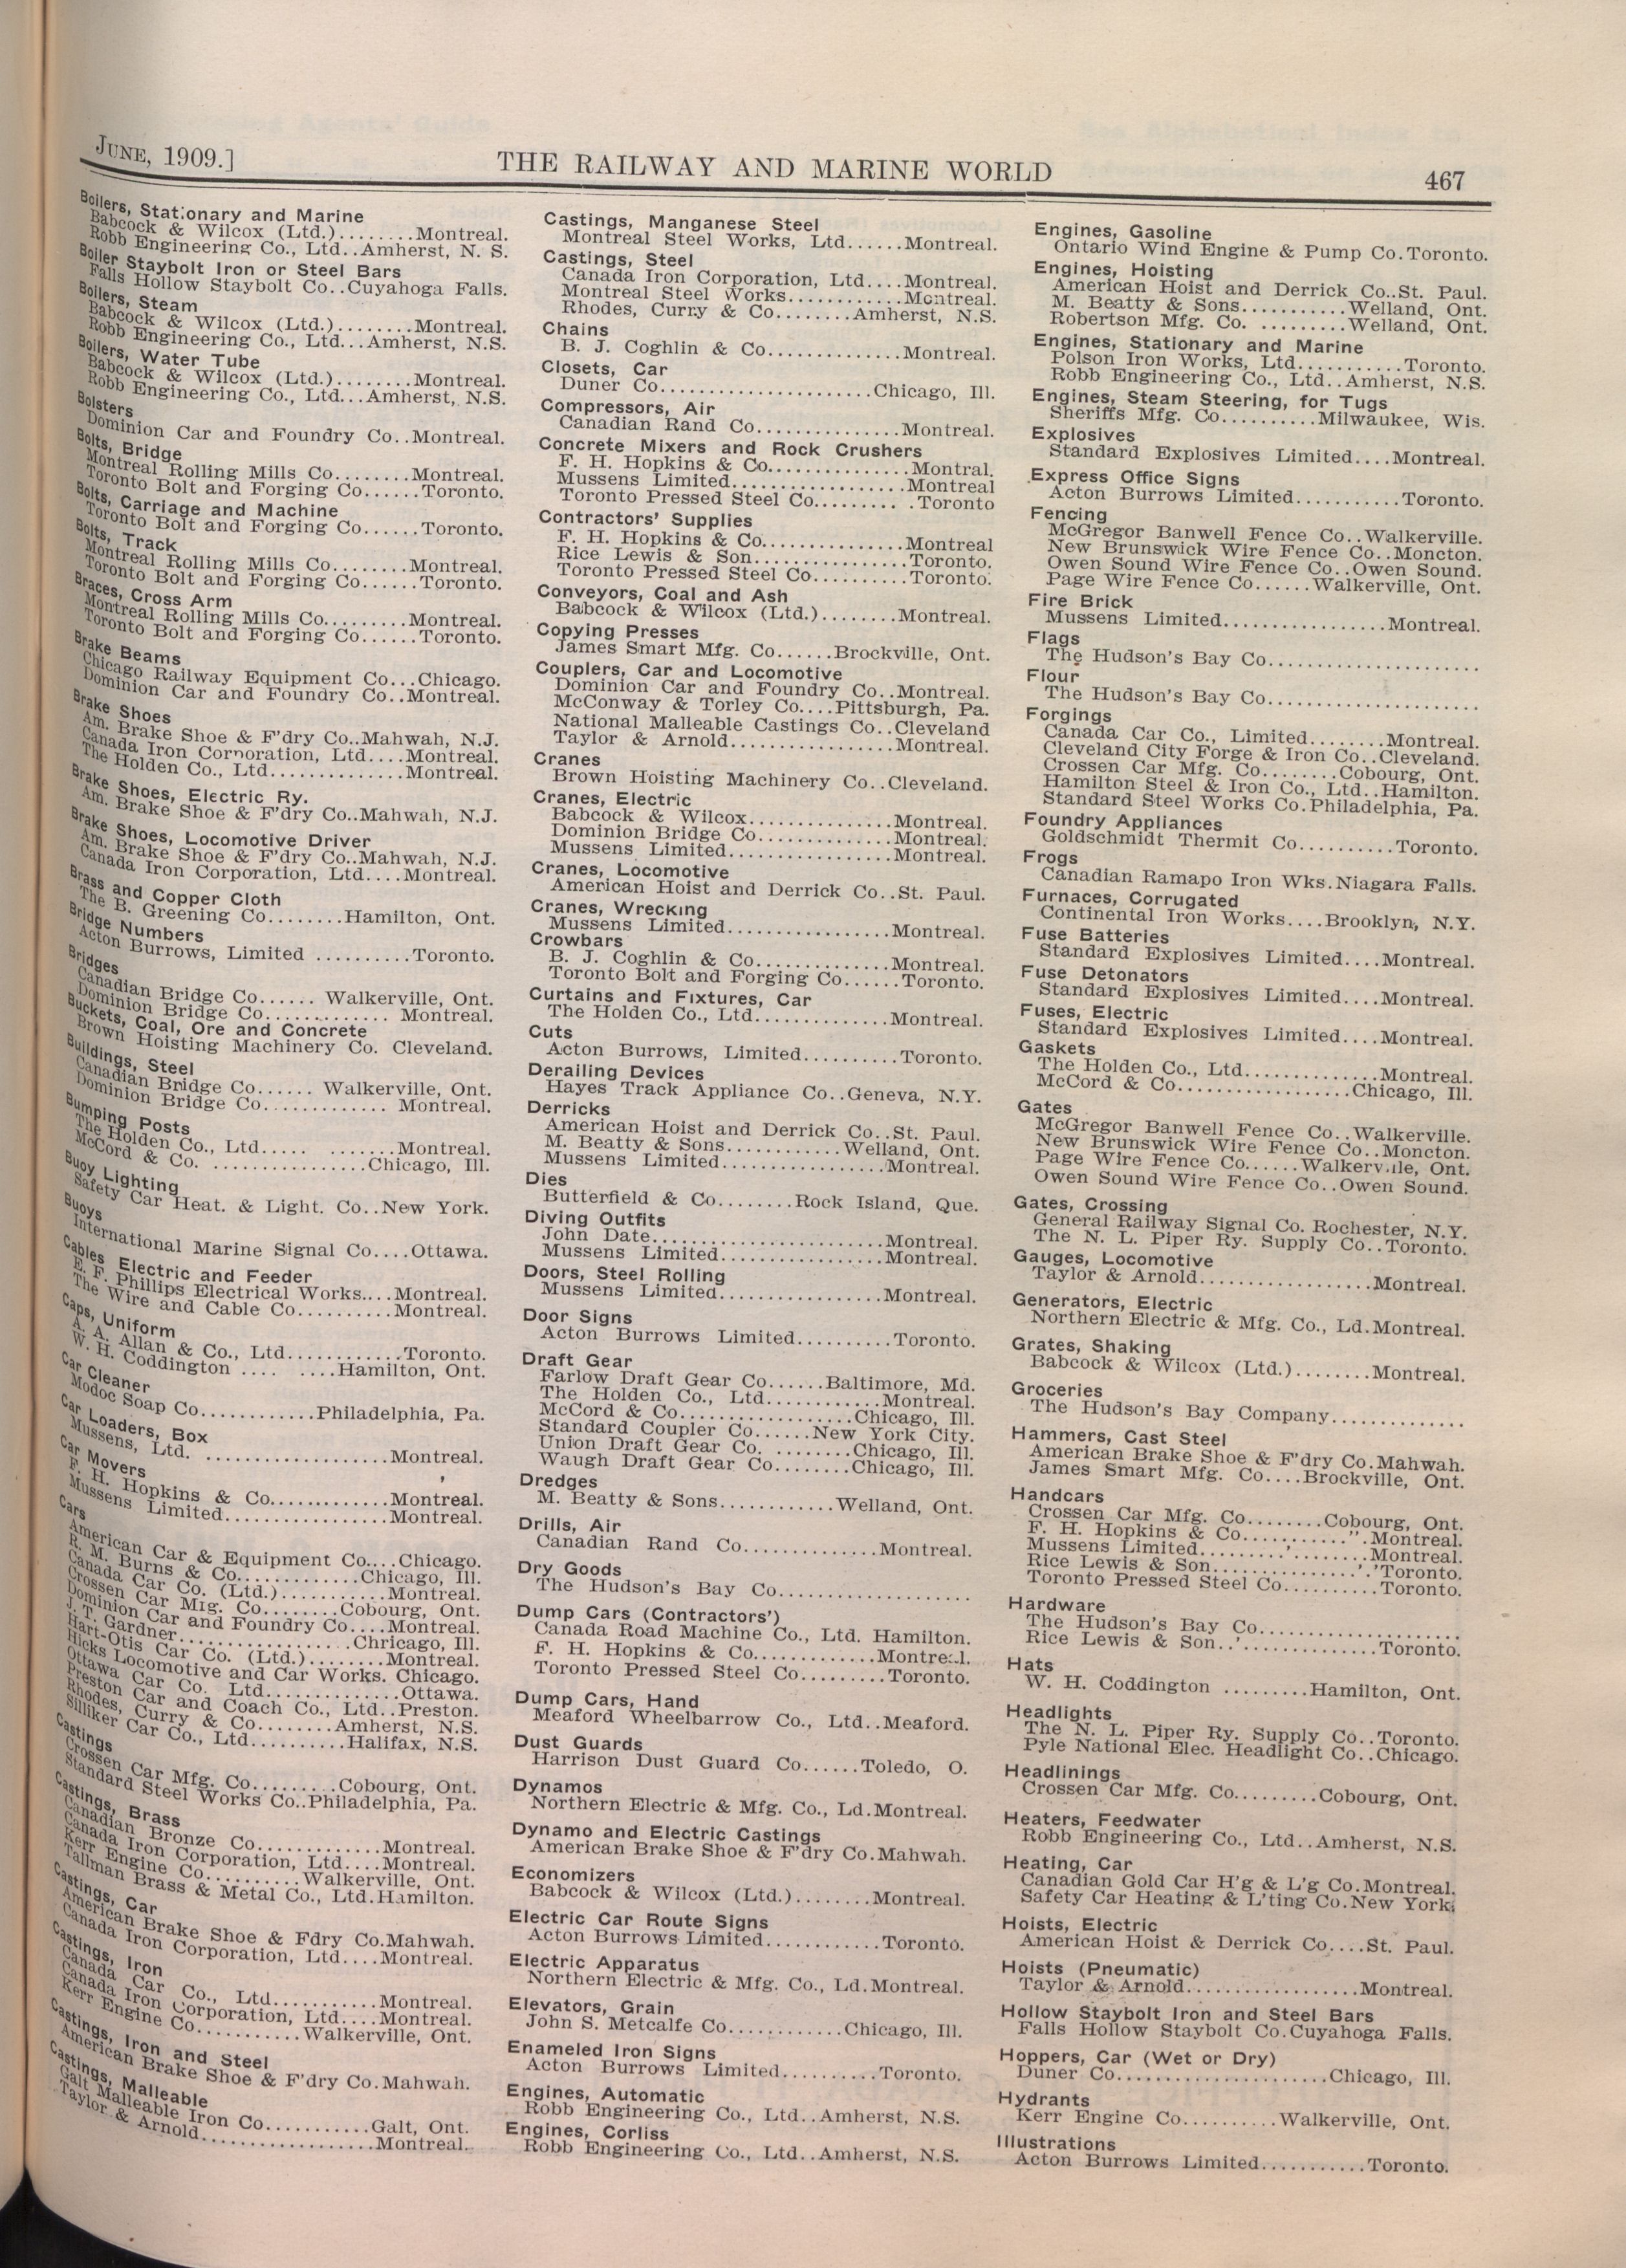 JUNE, 1909.]
THE RAILWAY AND MARINE WORLD
467
Boilers, Stationary and Marine
Babcock & Wilcox (Ltd.)........Montreal.
Robb Engineering Co., Ltd..Amherst, N. S.
Boiler Staybolt Iron or Steel Bars
Falls Hollow Staybolt Co..Cuyahoga Falls.
Boilers, Steam
Babcock & Wilcox (Ltd.)........Montreal.
Robb Engineering Co., Ltd...Amherst, N.S.
Boilers, Water Tube
Babcock & Wilcox (Ltd.)........Montreal.
Robb Engineering Co., Ltd...Amherst, N.S.
Bolsters
Dominion Car and Foundry Co..Montreal.
Bolts, Bridge
Montreal Rolling Mills Co........Montreal.
Toronto Bolt and Forging Co......Toronto.
Bolts, Carriage and Machine
Toronto Bolt and Forging Co......Toronto.
Bolts, Track
Montreal Rolling Mills Co........Montreal.
Toronto Bolt and Forging Co......Toronto.
Braces, Cross Arm
Montreal Rolling Mills Co.........Montreal.
Toronto Bolt and Forging Co......Toronto.
Brake Beams
Chicago Railway Equipment Co...Chicago.
Dominion Car and Foundry Co..Montreal.
Brake Shoes
Am. Brake Shoe & F'dry Co..Mahwah, N.J.
Canada Iron Corporation, Ltd....Montreal.
The Holden Co., Ltd.............Montreal.
Brake Shoes, Electric Ry.
Am. Brake Shoe & F'dry Co..Mahwah, N.J.
Brake Shoes, Locomotive Driver
Am. Brake Shoe & F'dry Co..Mahwah, N.J.
Canada Iron Corporation, Ltd....Montreal.
Brass and Copper Cloth
The B. Greening Co........Hamilton, Ont.
Bridge Numbers
Acton Burrows, Limited ..........Toronto.
Bridges
Canadian Bridge Co...... Walkerville, Ont.
Dominion Bridge Co............. Montreal.
Buckets, Coal, Ore and Concrete
Brown Hoisting Machinery Co. Cleveland.
Buildings, Steel
Canadian Bridge Co...... Walkerville, Ont.
Dominion Bridge Co............. Montreal.
Bumping Posts
The Holden Co., Ltd..... ........Montreal.
McCord & Co. ................Chicago, Ill.
Buoy Lighting
Safety Car Heat. & Light. Co..New York.
Buoys
International Marine Signal Co....Ottawa.
Cables Electric and Feeder
E. F. Phillips Electrical Works....Montreal.
The Wire and Cable Co..........Montreal.
Caps, Uniform
A. A. Allan & Co., Ltd............Toronto.
W. H. Coddington .... ....Hamilton, Ont.
Car Cleaner
Modoc Soap Co............Philadelphia, Pa.
Car Loaders, Box
Mussens, Ltd. ...................Montreal.
Car Movers
F. H. Hopkins & Co............Montreal.
Mussens Limited.................Montreal.
Cars
American Car & Equipment Co....Chicago.
R. M. Burns & Co.............Chicago, Ill.
Canada Car Co. (Ltd.)...........Montreal.
Crossen Car Mfg. Co........Cobourg, Ont.
Dominion Car and Foundry Co....Montreal.
J. T. Gardner..................Chricago, Ill.
Hart-Otis Car Co. (Ltd.)........Montreal.
Hicks Locomotive and Car Works. Chicago.
Ottawa Car Co. Ltd..............Ottawa.
Preston Car and Coach Co., Ltd..Preston.
Rhodes, Curry & Co........Amherst, N.S.
Silliker Car Co., Ltd..........Halifax, N.S.
Castings
Crossen Car Mfg. Co.........Cobourg, Ont.
Standard Steel Works Co..Philadelphia, Pa.
Castings, Brass
Canadian Bronze Co.............Montreal.
Canada Iron Corporation, Ltd....Montreal.
Kerr Engine Co..........Walkerville, Ont.
Tallman Brass & Metal Co., Ltd.Hamilton.
Castings, Car
American Brake Shoe & Fdry Co.Mahwah.
Canada Iron Corporation, Ltd....Montreal.
Castings, Iron
Canada Car Co., Ltd...........Montreal.
Canada Iron Corporation, Ltd....Montreal.
Kerr Engine Co..........Walkerville, Ont.
Castings, Iron and Steel
American Brake Shoe & F'dry Co.Mahwah.
Castings, Malleable
Galt Malleable Iron Co...........Galt, Ont.
Taylor & Arnold.................Montreal.
Castings, Manganese Steel
Montreal Steel Works, Ltd......Montreal.
Castings, Steel
Canada Iron Corporation, Ltd....Montreal.
Montreal Steel Works............Montreal.
Rhodes, Curry & Co........Amherst, N.S.
Chains
B. J. Coghlin & Co..............Montreal.
Closets, Car
Duner Co.......................Chicago, Ill.
Compressors, Air
Canadian Rand Co...............Montreal.
Concrete Mixers and Rock Crushers
F. H. Hopkins & Co..............Montral.
Mussens Limited.................Montreal
Toronto Pressed Steel Co........ .Toronto
Contractors' Supplies
F. H. Hopkins & Co..............Montreal
Rice Lewis & Son................Toronto.
Toronto Pressed Steel Co..........Toronto.
Conveyors, Coal and Ash
Babcock & Wilcox (Ltd.)........Montreal.
Copying Presses
James Smart Mfg. Co......Brockville, Ont.
Couplers, Car and Locomotive
Dominion Car and Foundry Co..Montreal.
McConway & Torley Co....Pittsburgh, Pa.
National Malleable Castings Co..Cleveland
Taylor & Arnold.................Montreal.
Cranes
Brown Hoisting Machinery Co..Cleveland.
Cranes, Electric
Babcock & Wilcox...............Montreal.
Dominion Bridge Co..............Montreal.
Mussens Limited.................Montreal.
Cranes, Locomotive
American Hoist and Derrick Co..St. Paul.
Cranes, Wrecking
Mussens Limited.................Montreal.
Crowbars
B. J. Coghlin & Co..............Montreal.
Toronto Bolt and Forging Co......Toronto.
Curtains and Fixtures, Car
The Holden Co., Ltd..............Montreal.
Cuts
Acton Burrows, Limited..........Toronto.
Derailing Devices
Hayes Track Appliance Co..Geneva, N.Y.
Derricks
American Hoist and Derrick Co..St. Paul.
M. Beatty & Sons............Welland, Ont.
Mussens Limited.................Montreal.
Dies
Butterfield & Co........Rock Island, Que.
Diving Outfits
John Date........................Montreal.
Mussens Limited.................Montreal.
Doors, Steel Rolling
Mussens Limited.................Montreal.
Door Signs
Acton Burrows Limited..........Toronto.
Draft Gear
Farlow Draft Gear Co......Baltimore, Md.
The Holden Co., Ltd............Montreal.
McCord & Co..................Chicago, Ill.
Standard Coupler Co......New York City.
Union Draft Gear Co. ........Chicago, Ill.
Waugh Draft Gear Co........Chicago, Ill.
Dredges
M. Beatty & Sons............Welland, Ont.
Drills, Air
Canadian Rand Co..............Montreal.
Dry Goods
The Hudson's Bay Co....................
Dump Cars (Contractors')
Canada Road Machine Co., Ltd. Hamilton.
F. H. Hopkins & Co.............Montreal.
Toronto Pressed Steel Co.........Toronto.
Dump Cars, Hand
Meaford Wheelbarrow Co., Ltd..Meaford.
Dust Guards
Harrison Dust Guard Co......Toledo, O.
Dynamos
Northern Electric & Mfg. Co., Ld.Montreal.
Dynamo and Electric Castings
American Brake Shoe & F'dry Co.Mahwah.
Economizers
Babcock & Wilcox (Ltd.)........Montreal.
Electric Car Route Signs
Acton Burrows Limited............Toronto.
Electric Apparatus
Northern Electric & Mfg. Co., Ld.Montreal.
Elevators, Grain
John S. Metcalfe Co............Chicago, Ill.
Enameled Iron Signs
Acton Burrows Limited..........Toronto.
Engines, Automatic
Robb Engineering Co., Ltd..Amherst, N.S.
Engines, Corliss
Robb Engineering Co., Ltd..Amherst, N.S.
Engines, Gasoline
Ontario Wind Engine & Pump Co.Toronto.
Engines, Hoisting
American Hoist and Derrick Co..St. Paul.
M. Beatty & Sons...........Welland, Ont.
Robertson Mfg. Co. .........Welland, Ont.
Engines, Stationary and Marine
Polson Iron Works, Ltd...........Toronto.
Robb Engineering Co., Ltd..Amherst, N.S.
Engines, Steam Steering, for Tugs
Sheriffs Mfg. Co..........Milwaukee, Wis.
Explosives
Standard Explosives Limited....Montreal.
Express Office Signs
Acton Burrows Limited...........Toronto.
Fencing
McGregor Banwell Fence Co..Walkerville.
New Brunswick Wire Fence Co..Moncton.
Owen Sound Wire Fence Co..Owen Sound.
Page Wire Fence Co......Walkerville, Ont.
Fire Brick
Mussens Limited.................Montreal.
Flags
The Hudson's Bay Co......................
Flour
The Hudson's Bay Co......................
Forgings
Canada Car Co., Limited........Montreal.
Cleveland City Forge & Iron Co..Cleveland.
Crossen Car Mfg. Co........Cobourg, Ont.
Hamilton Steel & Iron Co., Ltd..Hamilton.
Standard Steel Works Co.Philadelphia, Pa.
Foundry Appliances
Goldschmidt Thermit Co..........Toronto.
Frogs
Canadian Ramapo Iron Wks.Niagara Falls.
Furnaces, Corrugated
Continental Iron Works....Brooklyn, N.Y.
Fuse Batteries
Standard Explosives Limited....Montreal.
Fuse Detonators
Standard Explosives Limited....Montreal.
Fuses, Electric
Standard Explosives Limited....Montreal.
Gaskets
The Holden Co., Ltd..............Montreal.
McCord & Co..................Chicago, Ill.
Gates
McGregor Banwell Fence Co..Walkerville.
New Brunswick Wire Fence Co..Moncton.
Page Wire Fence Co......Walkerville, Ont.
Owen Sound Wire Fence Co..Owen Sound.
Gates, Crossing
General Railway Signal Co. Rochester, N.Y.
The N. L. Piper Ry. Supply Co..Toronto.
Gauges, Locomotive
Taylor & Arnold..................Montreal.
Generators, Electric
Northern Electric & Mfg. Co., Ld.Montreal.
Grates, Shaking
Babcock & Wilcox (Ltd.)........Montreal.
Groceries
The Hudson's Bay Company..............
Hammers, Cast Steel
American Brake Shoe & F'dry Co.Mahwah.
James Smart Mfg. Co....Brockville, Ont.
Handcars
Crossen Car Mfg. Co........Cobourg, Ont.
F. H. Hopkins & Co...........".Montreal.
Mussens Limited.........'........Montreal.
Rice Lewis & Son...............'."Toronto.
Toronto Pressed Steel Co..........Toronto.
Hardware
The Hudson's Bay Co.....................
Rice Lewis & Son..'..............Toronto.
Hats
W. H. Coddington .........Hamilton, Ont.
Headlights
The N. L. Piper Ry. Supply Co..Toronto.
Pyle National Elec. Headlight Co..Chicago.
Headlinings
Crossen Car Mfg. Co.........Cobourg, Ont.
Heaters, Feedwater
Robb Engineering Co., Ltd..Amherst, N.S.
Heating, Car
Canadian Gold Car H'g & L'g Co.Montreal.
Safety Car Heating & L'ting Co.New York.
Hoists, Electric
American Hoist & Derrick Co....St. Paul.
Hoists (Pneumatic)
Taylor & Arnold..................Montreal.
Hollow Staybolt Iron and Steel Bars
Falls Hollow Staybolt Co.Cuyahoga Falls.
Hoppers, Car (Wet or Dry)
Duner Co.......................Chicago, Ill.
Hydrants
Kerr Engine Co..........Walkerville, Ont.
Illustrations
Acton Burrows Limited...........Toronto.